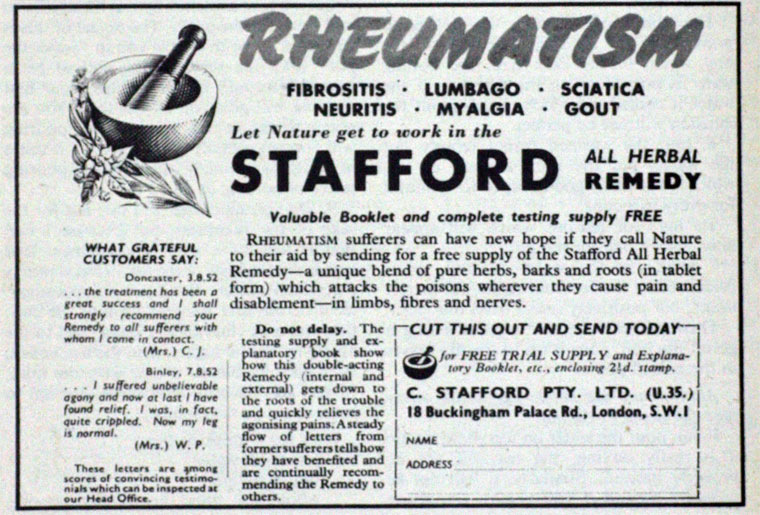 RHEUMATISM
FIBROSITIS · LUMBAGO · SCIATICA
NEURITIS · MYALGIA · GOUT
Let Nature get to work in the
STAFFORD
ALL HERBAL
REMEDY
Valuable Booklet and complete testing supply FREE
RHEUMATISM sufferers can have new hope if they call Nature
to their aid by sending for a free supply of the Stafford All Herbal
Remedy—a unique blend of pure herbs, barks and roots (in tablet
form) which attacks the poisons wherever they cause pain and
disablement—in limbs, fibres and nerves.
WHAT GRATEFUL
CUSTOMERS SAY:
Doncaster, 3.8.52
. . . the treatment has been a
great success and I shall
strongly recommend your
Remedy to all sufferers with
whom I come in contact.
(Mrs.) C. J.
Binley, 7.8.52
. . . I suffered unbelievable
agony and now at last I have
found relief. I was, in fact,
quite crippled. Now my leg
is normal.
(Mrs.) W. P.
These letters are among
scores of convincing testimo-
nials which can be inspected at
our Head Office.
Do not delay. The
testing supply and ex-
planatory book show
how this double-acting
Remedy (internal and
external) gets down to
the roots of the trouble
and quickly relieves the
agonising pains. A steady
flow of letters from
former sufferers tells how
they have benefited and
are continually recom-
mending the Remedy to
others.
CUT THIS OUT AND SEND TODAY
for FREE TRIAL SUPPLY and Explana-
tory Booklet, etc., enclosing 2½d. stamp.
C. STAFFORD PTY. LTD. (U.35.)
18 Buckingham Palace Rd., London, S.W.1
NAME
ADDRESS